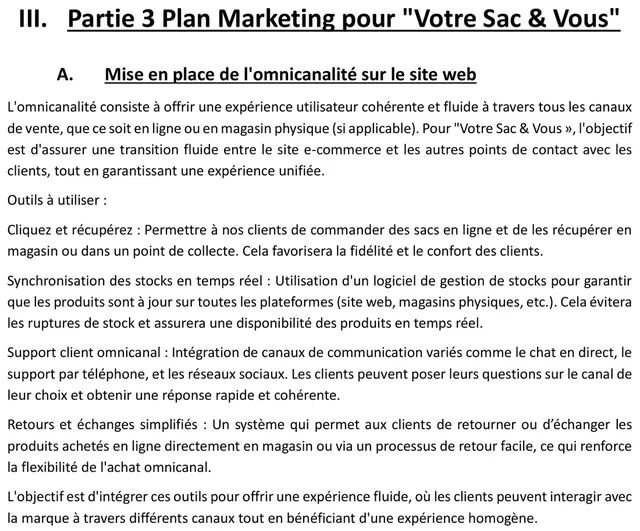 III. Partie 3 Plan Marketing pour "Votre Sac & Vous"
A. Mise en place de l'omnicanalité sur le site web
L'omnicanalité consiste à offrir une expérience utilisateur cohérente et fluide à travers tous les canaux
de vente, que ce soit en ligne ou en magasin physique (si applicable). Pour "Votre Sac & Vous », l'objectif
est d'assurer une transition fluide entre le site e-commerce et les autres points de contact avec les
clients, tout en garantissant une expérience unifiée.
Outils à utiliser :
Cliquez et récupérez : Permettre à nos clients de commander des sacs en ligne et de les récupérer en
magasin ou dans un point de collecte. Cela favorisera la fidélité et le confort des clients.
Synchronisation des stocks en temps réel : Utilisation d'un logiciel de gestion de stocks pour garantir
que les produits sont à jour sur toutes les plateformes (site web, magasins physiques, etc.). Cela évitera
les ruptures de stock et assurera une disponibilité des produits en temps réel.
Support client omnicanal : Intégration de canaux de communication variés comme le chat en direct, le
support par téléphone, et les réseaux sociaux. Les clients peuvent poser leurs questions sur le canal de
leur choix et obtenir une réponse rapide et cohérente.
Retours et échanges simplifiés : Un système qui permet aux clients de retourner ou d’échanger les
produits achetés en ligne directement en magasin ou via un processus de retour facile, ce qui renforce
la flexibilité de l'achat omnicanal.
L'objectif est d'intégrer ces outils pour offrir une expérience fluide, où les clients peuvent interagir avec
la marque à travers différents canaux tout en bénéficiant d'une expérience homogène.